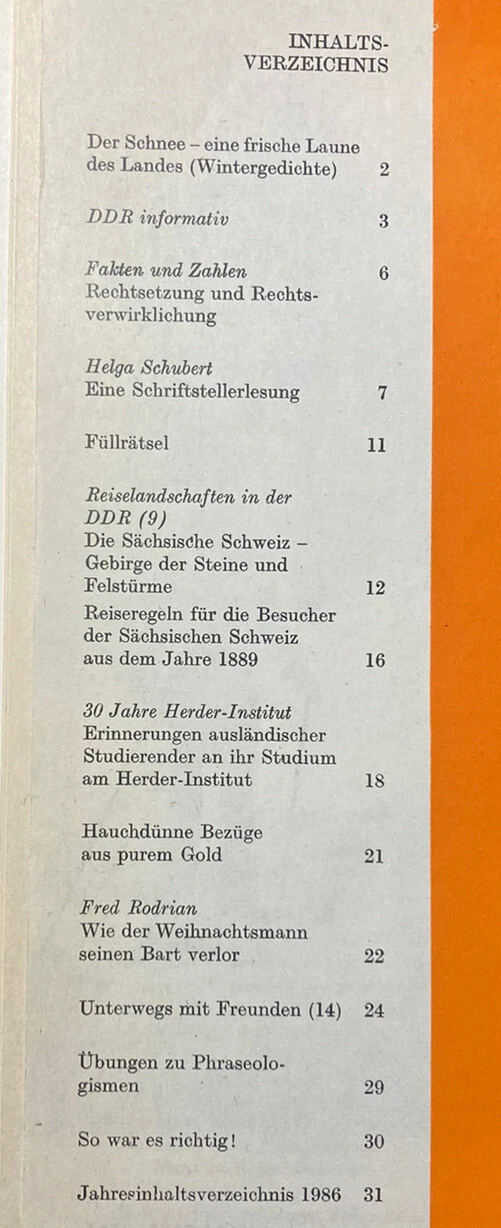 INHALTS-
VERZEICHNIS
Der Schnee – eine frische Laune
des Landes (Wintergedichte) 2
DDR informativ 3
Fakten und Zahlen 6
Rechtsetzung und Rechts-
verwirklichung
Helga Schubert
Eine Schriftstellerlesung 7
Füllrätsel 11
Reiselandschaften in der
DDR (9)
Die Sächsische Schweiz –
Gebirge der Steine und
Felstürme 12
Reiseregeln für die Besucher
der Sächsischen Schweiz
aus dem Jahre 1889 16
30 Jahre Herder-Institut
Erinnerungen ausländischer
Studierender an ihr Studium
am Herder-Institut 18
Hauchdünne Bezüge
aus purem Gold 21
Fred Rodrian
Wie der Weihnachtsmann
seinen Bart verlor 22
Unterwegs mit Freunden (14) 24
Übungen zu Phraseolo-
gismen 29
So war es richtig! 30
Jahresinhaltsverzeichnis 1986 31